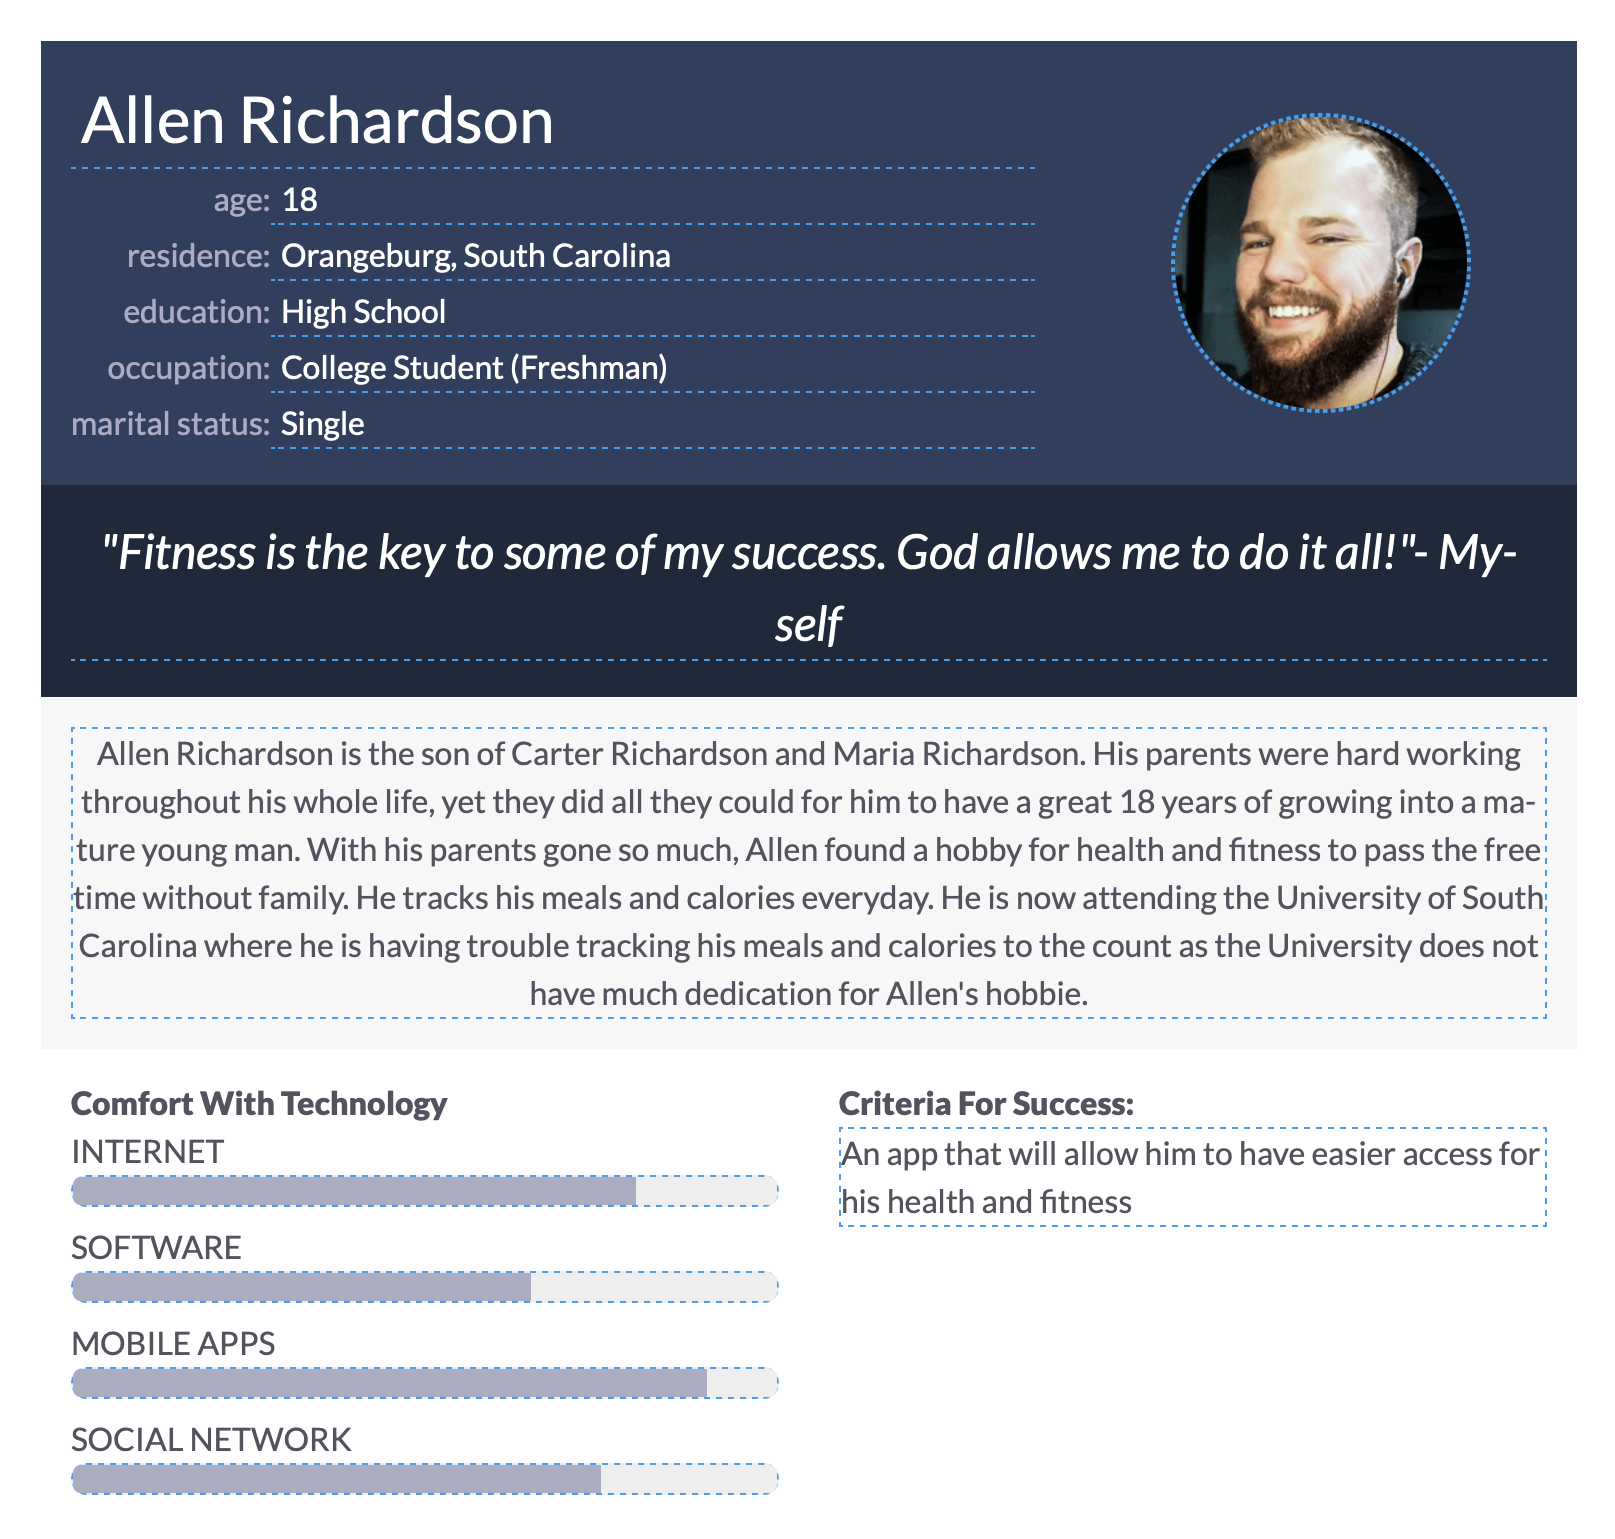 Allen Richardson
age: 18
residence: Orangeburg, South Carolina
education: High School
occupation: College Student (Freshman)
marital status: Single
"Fitness is the key to some of my success. God allows me to do it all!"- My-
self
Allen Richardson is the son of Carter Richardson and Maria Richardson. His parents were hard working
throughout his whole life, yet they did all they could for him to have a great 18 years of growing into a ma-
ture young man. With his parents gone so much, Allen found a hobby for health and fitness to pass the free
time without family. He tracks his meals and calories everyday. He is now attending the University of South
Carolina where he is having trouble tracking his meals and calories to the count as the University does not
have much dedication for Allen's hobbie.
Comfort With Technology
INTERNET
SOFTWARE
MOBILE APPS
SOCIAL NETWORK
Criteria For Success:
An app that will allow him to have easier access for
his health and fitness